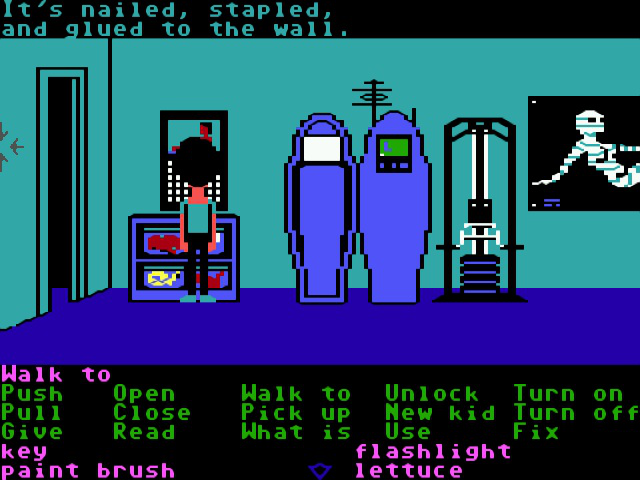 It's nailed, stapled,
and glued to the wall.
Walk to
Push Open Walk to Unlock Turn on
Pull Close Pick up New kid Turn off
Give Read What is Use Fix
key flashlight
paint brush lettuce